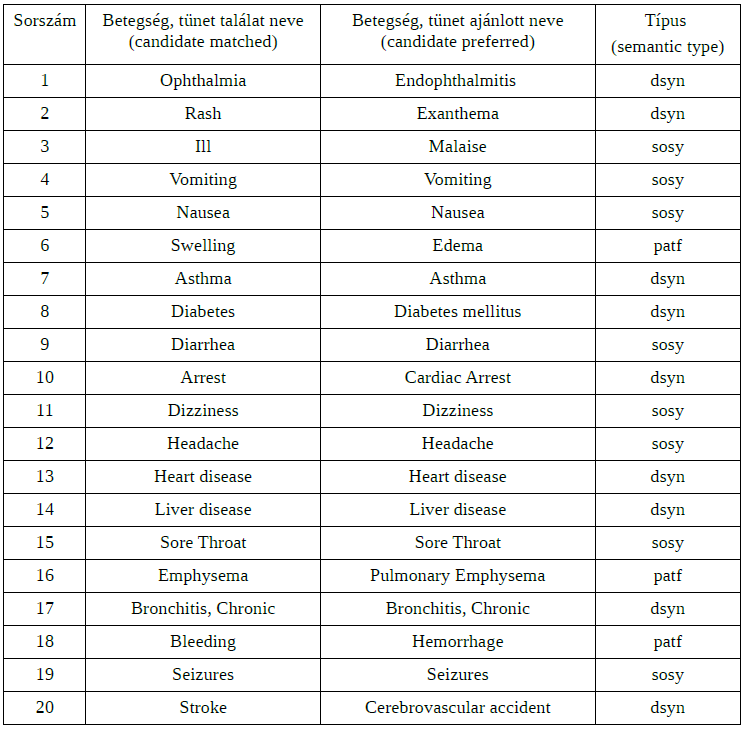 Sorszám Betegség, tünet találat neve Betegség, tünet ajánlott neve Típus
(candidate matched) (candidate preferred) (semantic type)
1 Ophthalmia Endophthalmitis dsyn
2 Rash Exanthema dsyn
3 Ill Malaise sosy
4 Vomiting Vomiting sosy
5 Nausea Nausea sosy
6 Swelling Edema patf
7 Asthma Asthma dsyn
8 Diabetes Diabetes mellitus dsyn
9 Diarrhea Diarrhea sosy
10 Arrest Cardiac Arrest dsyn
11 Dizziness Dizziness sosy
12 Headache Headache sosy
13 Heart disease Heart disease dsyn
14 Liver disease Liver disease dsyn
15 Sore Throat Sore Throat sosy
16 Emphysema Pulmonary Emphysema patf
17 Bronchitis, Chronic Bronchitis, Chronic dsyn
18 Bleeding Hemorrhage patf
19 Seizures Seizures sosy
20 Stroke Cerebrovascular accident dsyn